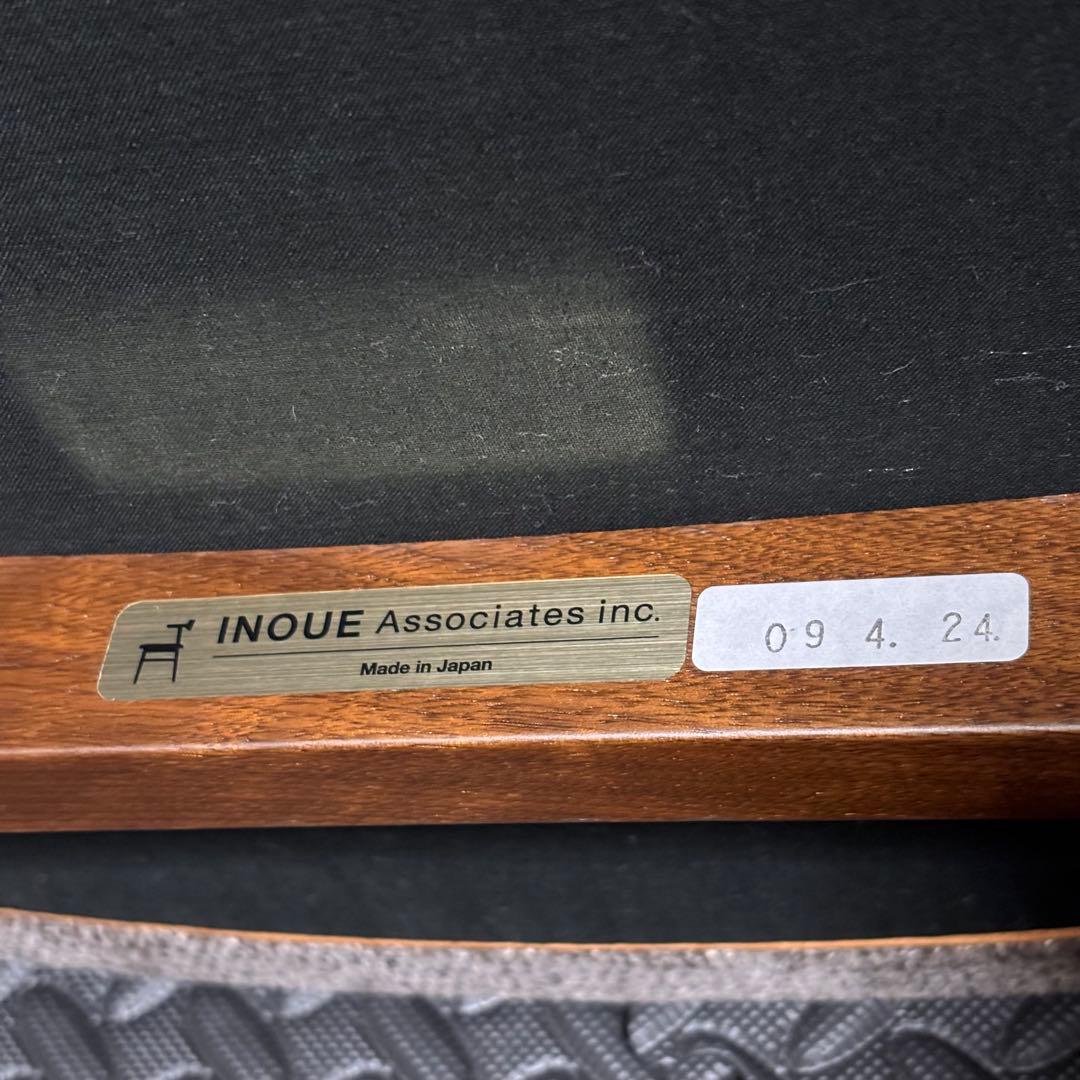 INOUE Associates inc.
Made in Japan
09 4. 24.